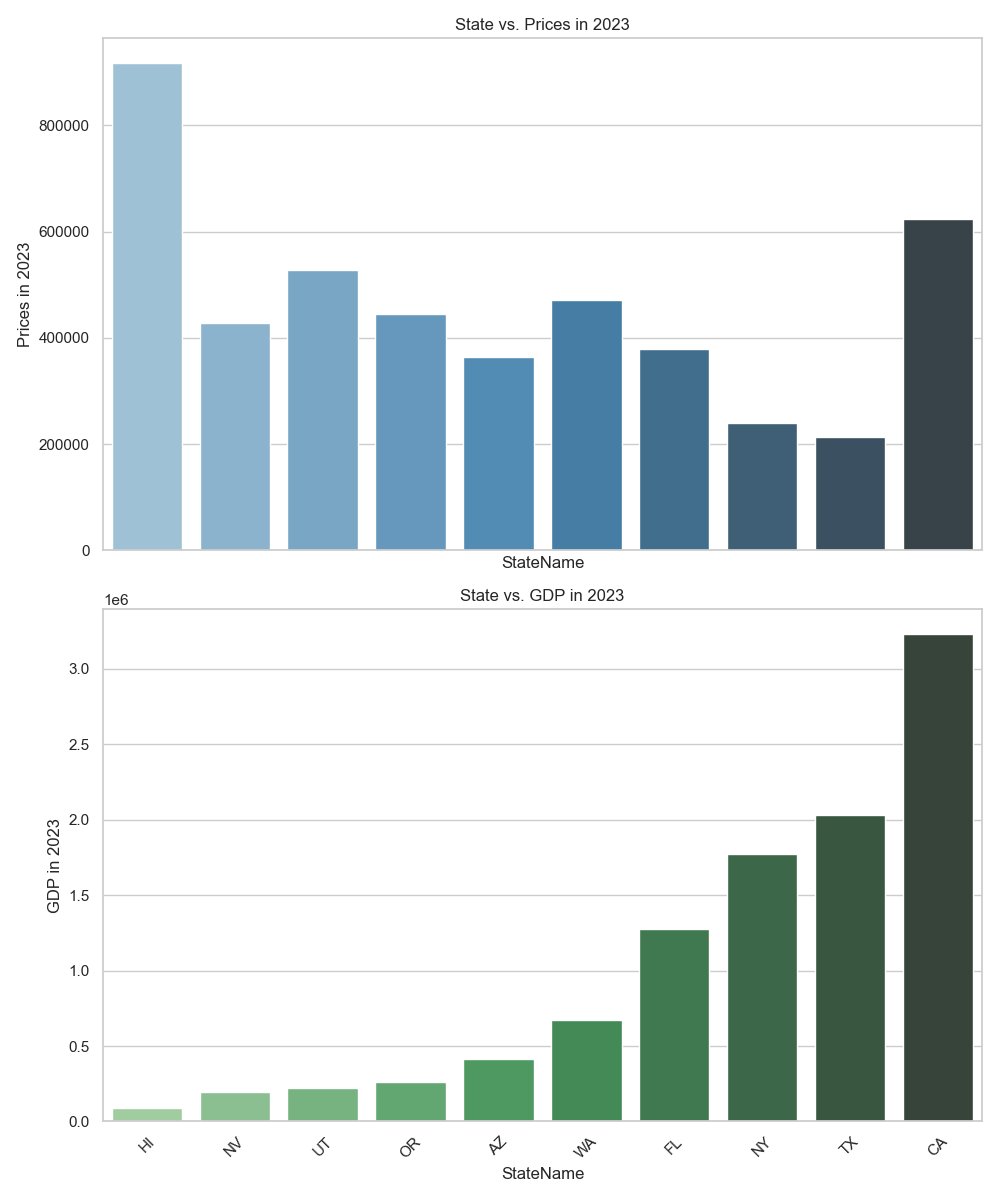 State vs. Prices in 2023
800000
600000
400000
200000
0
Prices in 2023
StateName
State vs. GDP in 2023
1e6
3.0
2.5
2.0
1.5
1.0
0.5
0.0
GDP in 2023
HI NV UT OR AZ WA FL NY TX CA
StateName